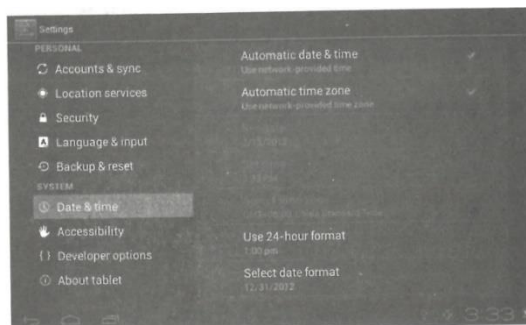 Settings
PERSONAL
Accounts & sync
Location services
Security
A Language & input
Backup & reset
SYSTEM
Date & time
Accessibility
{ } Developer options
About tablet
Automatic date & time
Use network-provided time
Automatic time zone
Use network-provided time zone
Use 24-hour format
1:00 pm
Select date format
12/31/2012
3:33